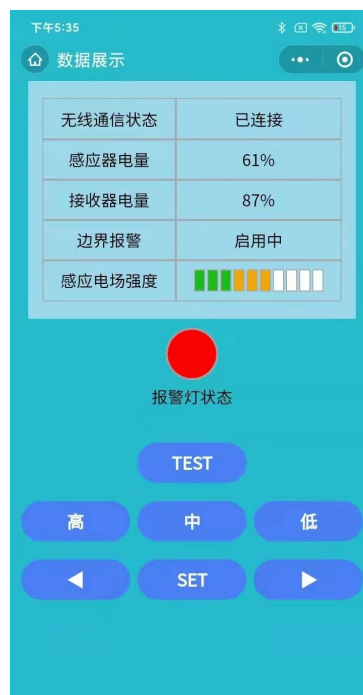 下午5:35
15
数据展示
无线通信状态 已连接
感应器电量 61%
接收器电量 87%
边界报警 启用中
感应电场强度
报警灯状态
TEST
高 中 低
SET